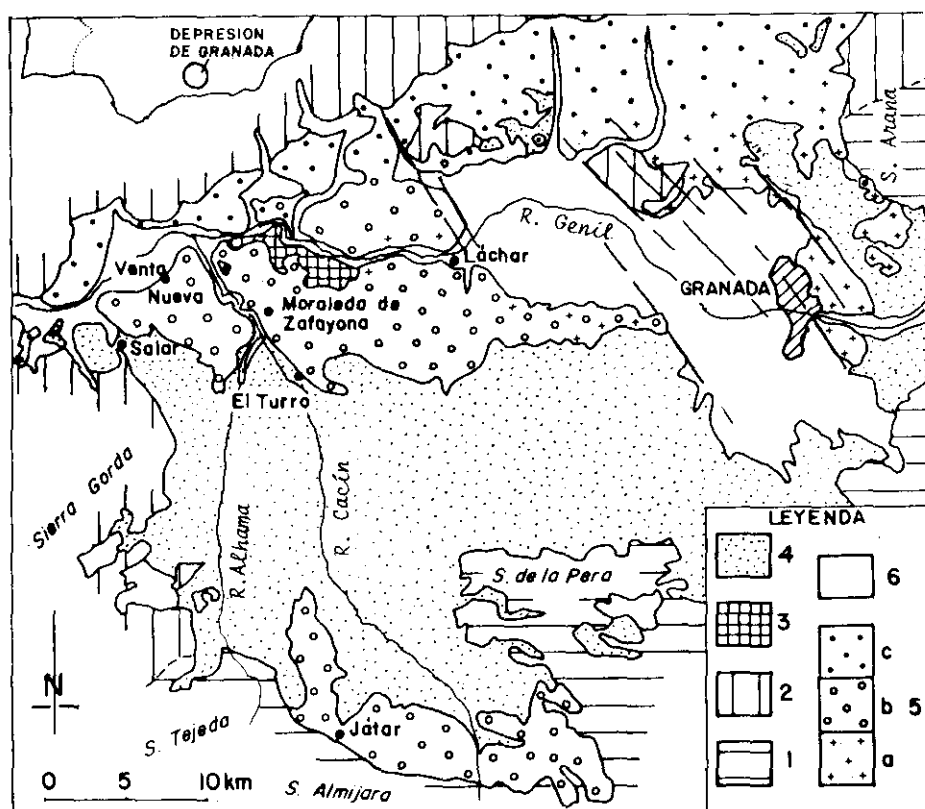 DEPRESION
DE GRANADA
S. Arana
R. Genil
Láchar
GRANADA
Venta
Nueva
Moraleda de
Zafayona
Salar
El Turro
Sierra Gorda
R. Alhama
R. Cacín
S. de la Pera
S. Tejeda
Játar
S. Almijara
N
0 5 10 km
LEYENDA
4 6
3 c
2 b 5
1 a